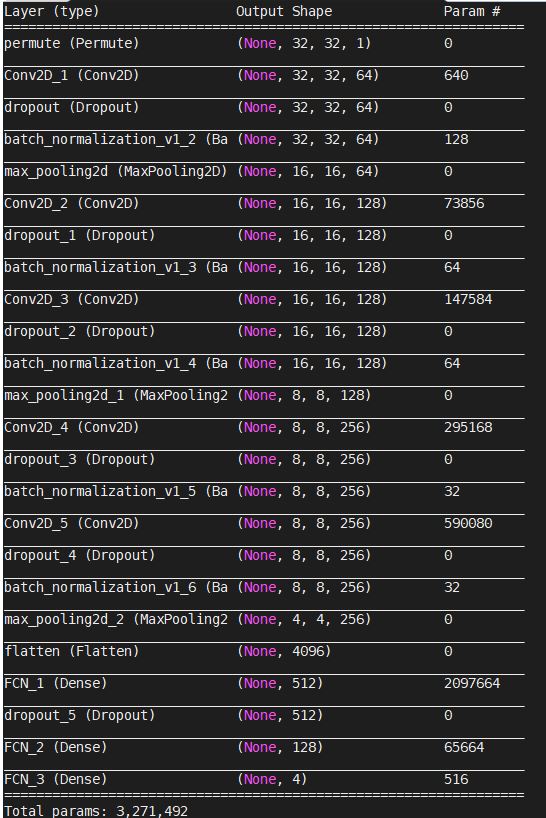 Layer (type) Output Shape Param #
permute (Permute) (None, 32, 32, 1) 0
Conv2D_1 (Conv2D) (None, 32, 32, 64) 640
dropout (Dropout) (None, 32, 32, 64) 0
batch_normalization_v1_2 (Ba (None, 32, 32, 64) 128
max_pooling2d (MaxPooling2D) (None, 16, 16, 64) 0
Conv2D_2 (Conv2D) (None, 16, 16, 128) 73856
dropout_1 (Dropout) (None, 16, 16, 128) 0
batch_normalization_v1_3 (Ba (None, 16, 16, 128) 64
Conv2D_3 (Conv2D) (None, 16, 16, 128) 147584
dropout_2 (Dropout) (None, 16, 16, 128) 0
batch_normalization_v1_4 (Ba (None, 16, 16, 128) 64
max_pooling2d_1 (MaxPooling2 (None, 8, 8, 128) 0
Conv2D_4 (Conv2D) (None, 8, 8, 256) 295168
dropout_3 (Dropout) (None, 8, 8, 256) 0
batch_normalization_v1_5 (Ba (None, 8, 8, 256) 32
Conv2D_5 (Conv2D) (None, 8, 8, 256) 590080
dropout_4 (Dropout) (None, 8, 8, 256) 0
batch_normalization_v1_6 (Ba (None, 8, 8, 256) 32
max_pooling2d_2 (MaxPooling2 (None, 4, 4, 256) 0
flatten (Flatten) (None, 4096) 0
FCN_1 (Dense) (None, 512) 2097664
dropout_5 (Dropout) (None, 512) 0
FCN_2 (Dense) (None, 128) 65664
FCN_3 (Dense) (None, 4) 516
Total params: 3,271,492